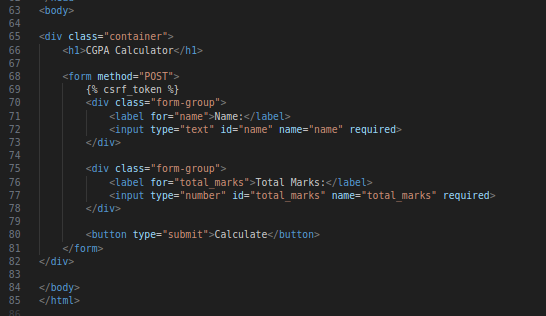 63 <body>
64
65 <div class="container">
66     <h1>CGPA Calculator</h1>
67
68     <form method="POST">
69         {% csrf_token %}
70         <div class="form-group">
71             <label for="name">Name:</label>
72             <input type="text" id="name" name="name" required>
73         </div>
74
75         <div class="form-group">
76             <label for="total_marks">Total Marks:</label>
77             <input type="number" id="total_marks" name="total_marks" required>
78         </div>
79
80         <button type="submit">Calculate</button>
81     </form>
82 </div>
83
84 </body>
85 </html>